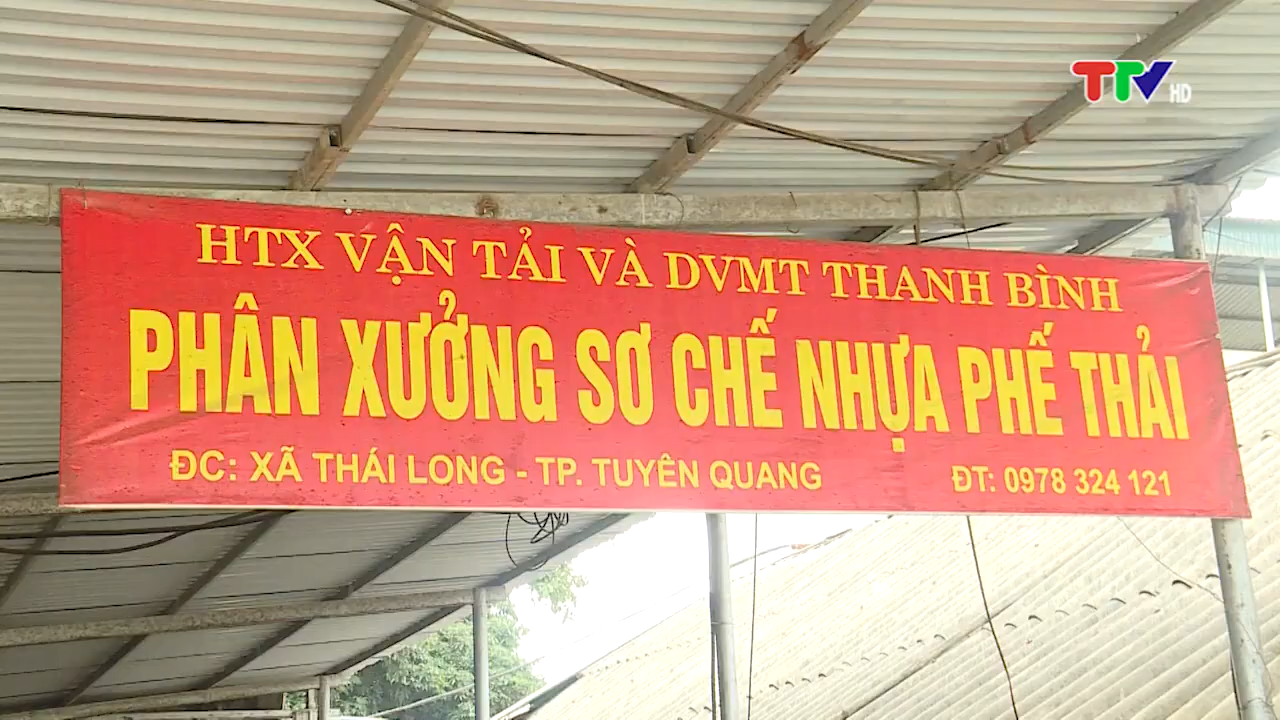 TTV HD
HTX VẬN TẢI VÀ DVMT THANH BÌNH
PHÂN XƯỞNG SƠ CHẾ NHỰA PHẾ THẢI
ĐC: XÃ THÁI LONG - TP. TUYÊN QUANG ĐT: 0978 324 121